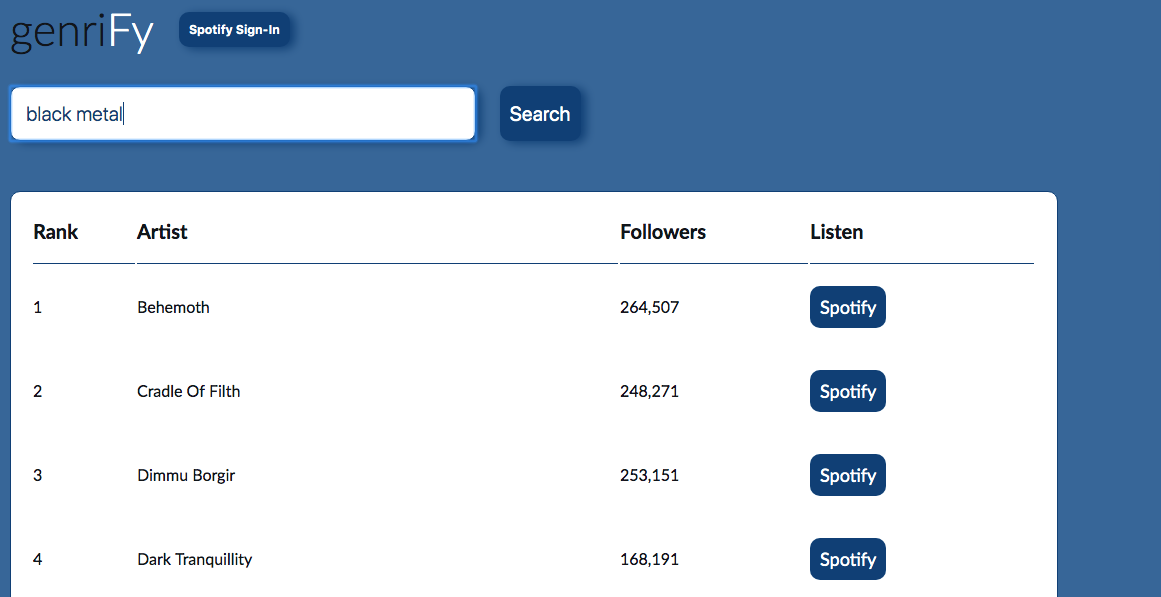 genriFy Spotify Sign-In
black metal Search
Rank Artist Followers Listen
1 Behemoth 264,507 Spotify
2 Cradle Of Filth 248,271 Spotify
3 Dimmu Borgir 253,151 Spotify
4 Dark Tranquillity 168,191 Spotify